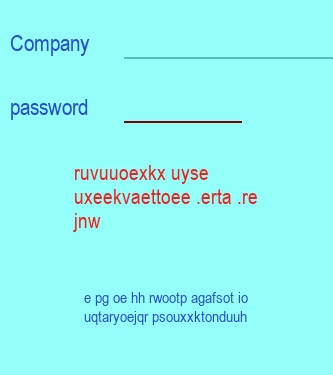 Company
password
ruvuuoexkx uyse
uxeekvaettoee .erta .re
jnw
e pg oe hh rwootp agafsot io
uqtaryoejqr psouxxktonduuh